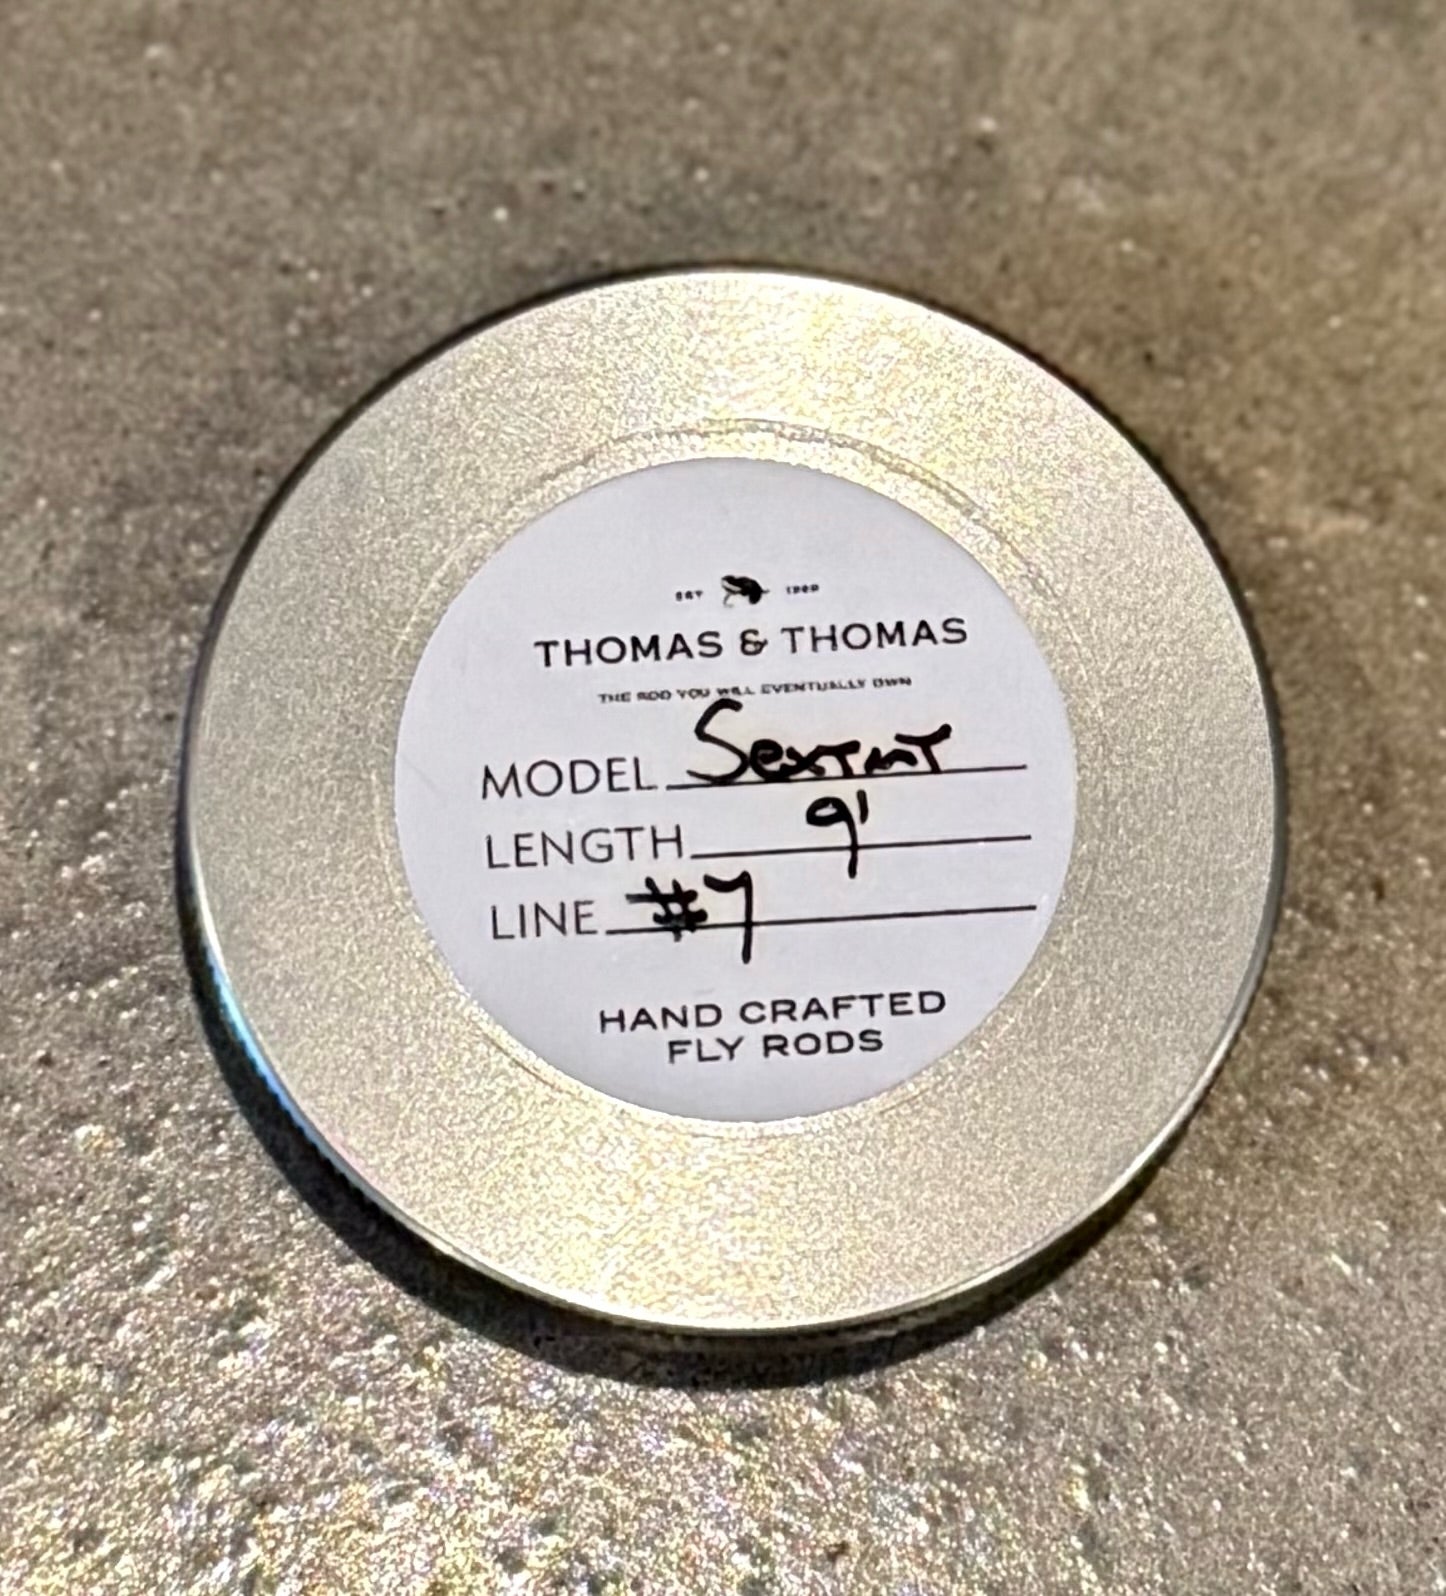 EST 1969
THOMAS & THOMAS
THE ROD YOU WILL EVENTUALLY OWN
MODEL Sextant
LENGTH 9'
LINE #7
HAND CRAFTED
FLY RODS